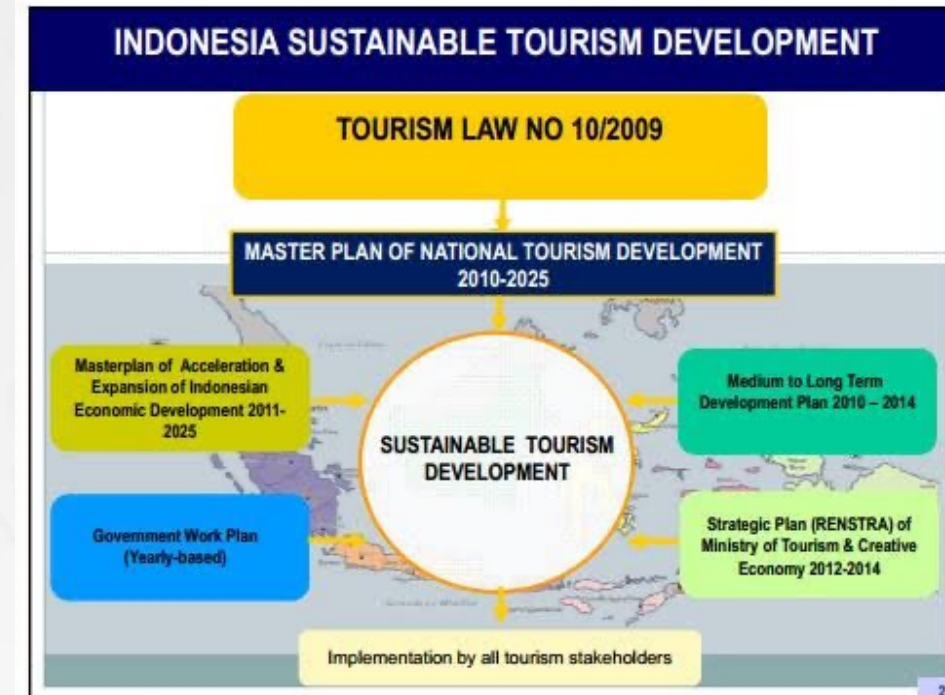 INDONESIA SUSTAINABLE TOURISM DEVELOPMENT
TOURISM LAW NO 10/2009
MASTER PLAN OF NATIONAL TOURISM DEVELOPMENT
2010-2025
Masterplan of Acceleration &
Expansion of Indonesian
Economic Development 2011-
2025
Medium to Long Term
Development Plan 2010 – 2014
SUSTAINABLE TOURISM
DEVELOPMENT
Government Work Plan
(Yearly-based)
Strategic Plan (RENSTRA) of
Ministry of Tourism & Creative
Economy 2012-2014
Implementation by all tourism stakeholders
2